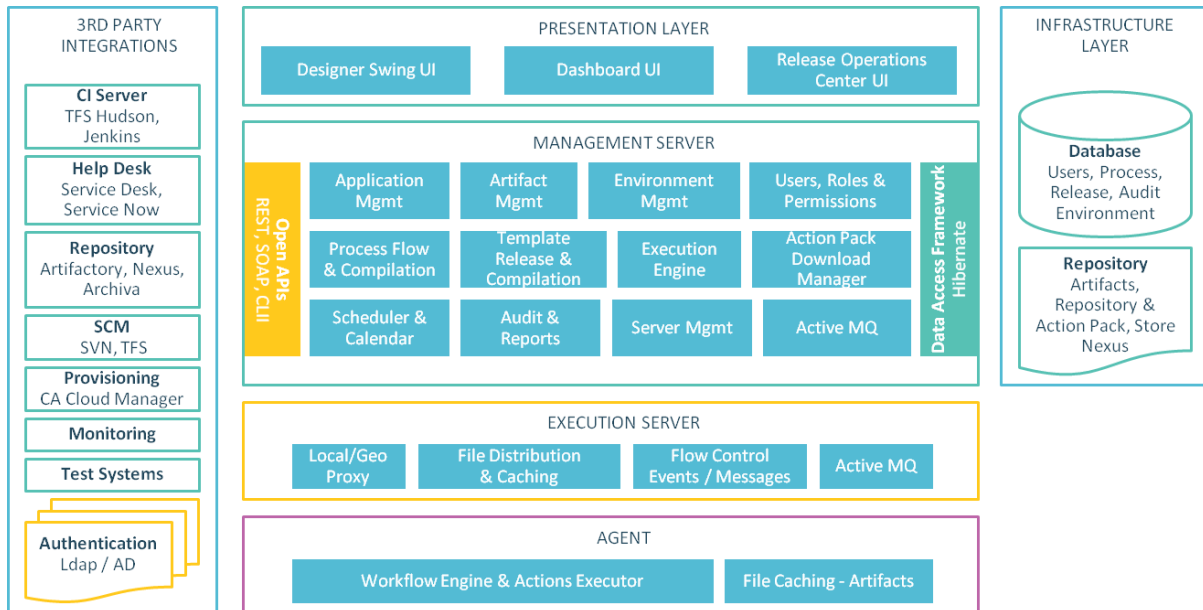 3RD PARTY
INTEGRATIONS
CI Server
TFS Hudson,
Jenkins
Help Desk
Service Desk,
Service Now
Repository
Artifactory, Nexus,
Archiva
SCM
SVN, TFS
Provisioning
CA Cloud Manager
Monitoring
Test Systems
Authentication
Ldap / AD
PRESENTATION LAYER
Designer Swing UI
Dashboard UI
Release Operations
Center UI
MANAGEMENT SERVER
Open APIs
REST, SOAP, CLII
Application
Mgmt
Artifact
Mgmt
Environment
Mgmt
Users, Roles &
Permissions
Process Flow
& Compilation
Template
Release &
Compilation
Execution
Engine
Action Pack
Download
Manager
Scheduler &
Calendar
Audit &
Reports
Server Mgmt
Active MQ
Data Access Framework
Hibernate
EXECUTION SERVER
Local/Geo
Proxy
File Distribution
& Caching
Flow Control
Events / Messages
Active MQ
AGENT
Workflow Engine & Actions Executor
File Caching - Artifacts
INFRASTRUCTURE
LAYER
Database
Users, Process,
Release, Audit
Environment
Repository
Artifacts,
Repository &
Action Pack, Store
Nexus